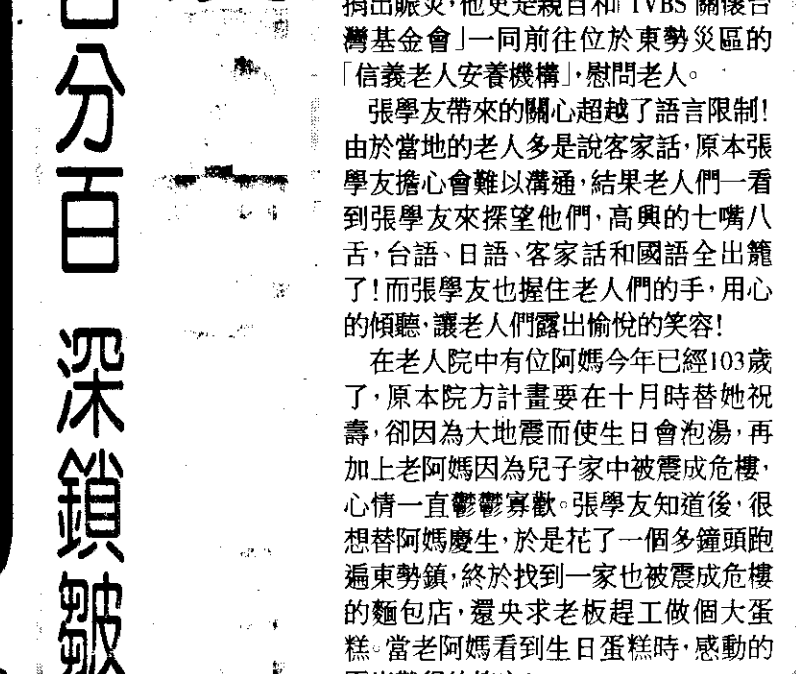 百分百 深鎖皺
捐出賑災，他更是親自和「TVBS關懷台
灣基金會」一同前往位於東勢災區的
「信義老人安養機構」，慰問老人。
張學友帶來的關心超越了語言限制！
由於當地的老人多是說客家話，原本張
學友擔心會難以溝通，結果老人們一看
到張學友來探望他們，高興的七嘴八
舌，台語、日語、客家話和國語全出籠
了！而張學友也握住老人們的手，用心
的傾聽，讓老人們露出愉悅的笑容！
在老人院中有位阿媽今年已經103歲
了，原本院方計畫要在十月時替她祝
壽，卻因為大地震而使生日會泡湯，再
加上老阿媽因為兒子家中被震成危樓，
心情一直鬱鬱寡歡。張學友知道後，很
想替阿媽慶生，於是花了一個多鐘頭跑
遍東勢鎮，終於找到一家也被震成危樓
的麵包店，還央求老板趕工做個大蛋
糕。當老阿媽看到生日蛋糕時，感動的